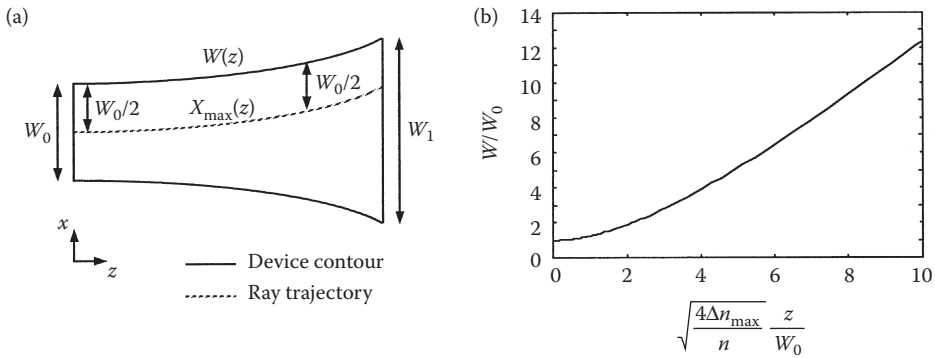 (a)
W(z)
W₀/2
W₀/2
Xₘₐₓ(z)
W₀
W₁
x
z
Device contour
Ray trajectory
(b)
14
12
10
8
6
4
2
0
W/W₀
0 2 4 6 8 10
√(4Δnₘₐₓ/n) z/W₀